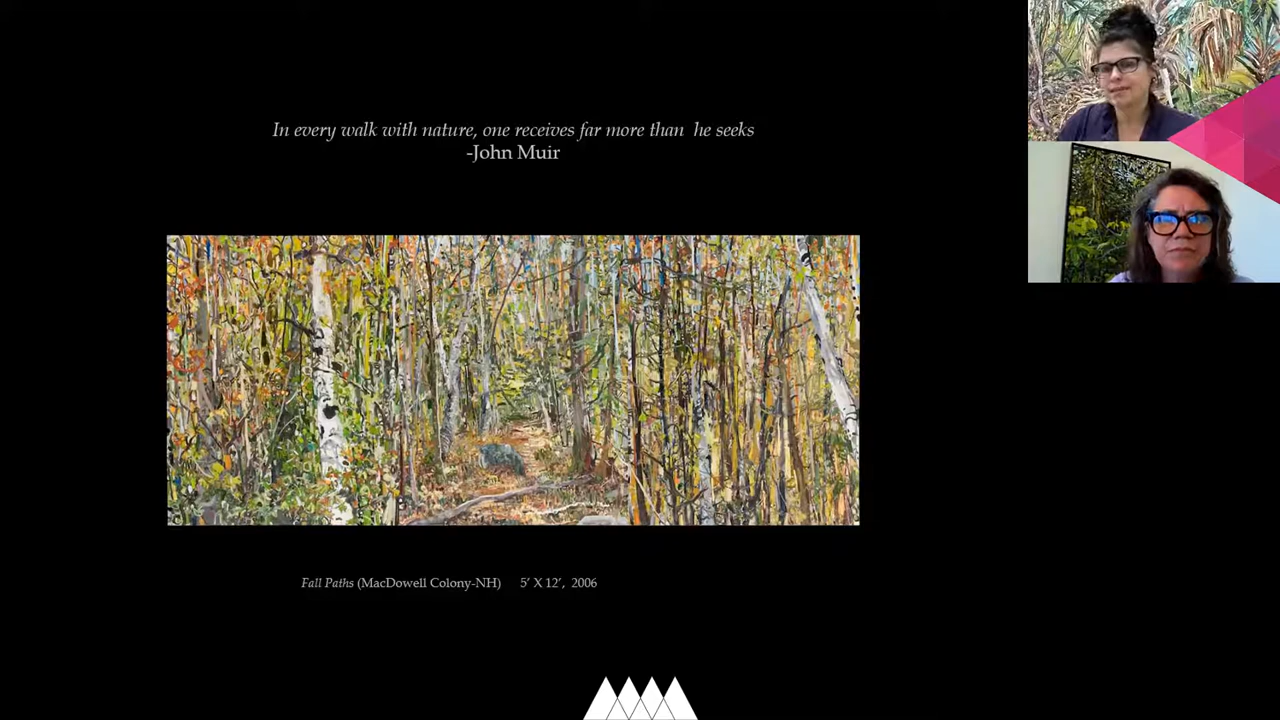 In every walk with nature, one receives far more than he seeks
-John Muir
Fall Paths (MacDowell Colony-NH) 5' X 12', 2006